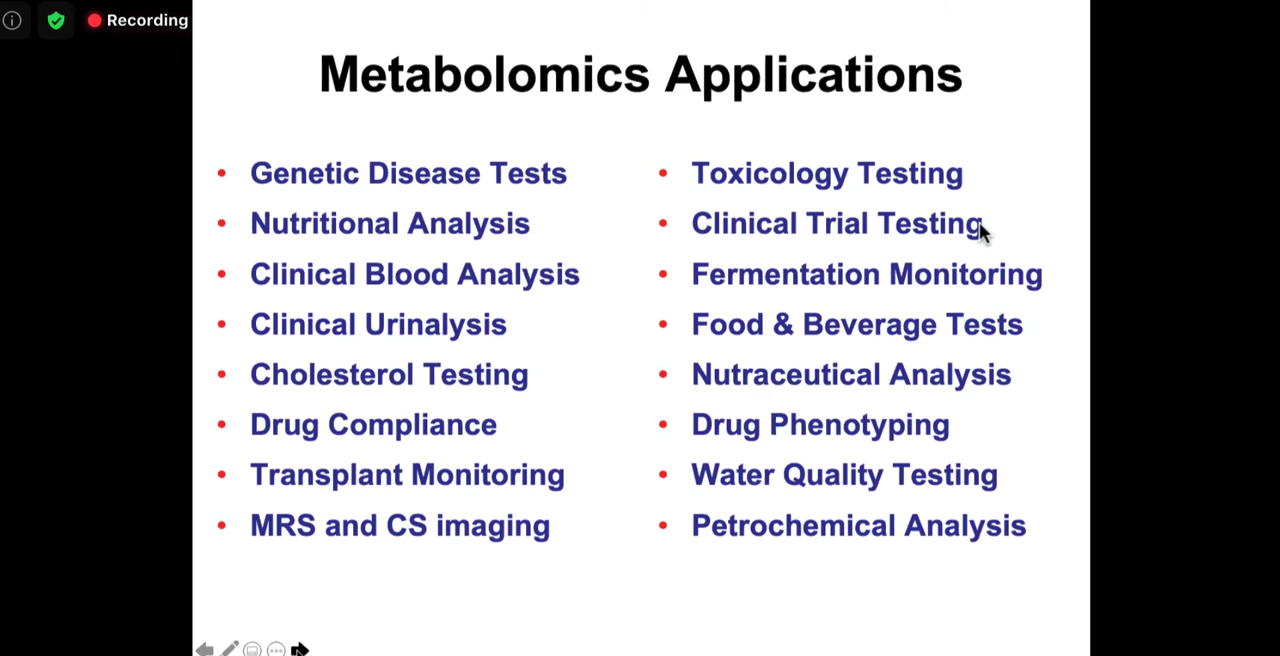 Recording
Metabolomics Applications
• Genetic Disease Tests
• Nutritional Analysis
• Clinical Blood Analysis
• Clinical Urinalysis
• Cholesterol Testing
• Drug Compliance
• Transplant Monitoring
• MRS and CS imaging
• Toxicology Testing
• Clinical Trial Testing
• Fermentation Monitoring
• Food & Beverage Tests
• Nutraceutical Analysis
• Drug Phenotyping
• Water Quality Testing
• Petrochemical Analysis